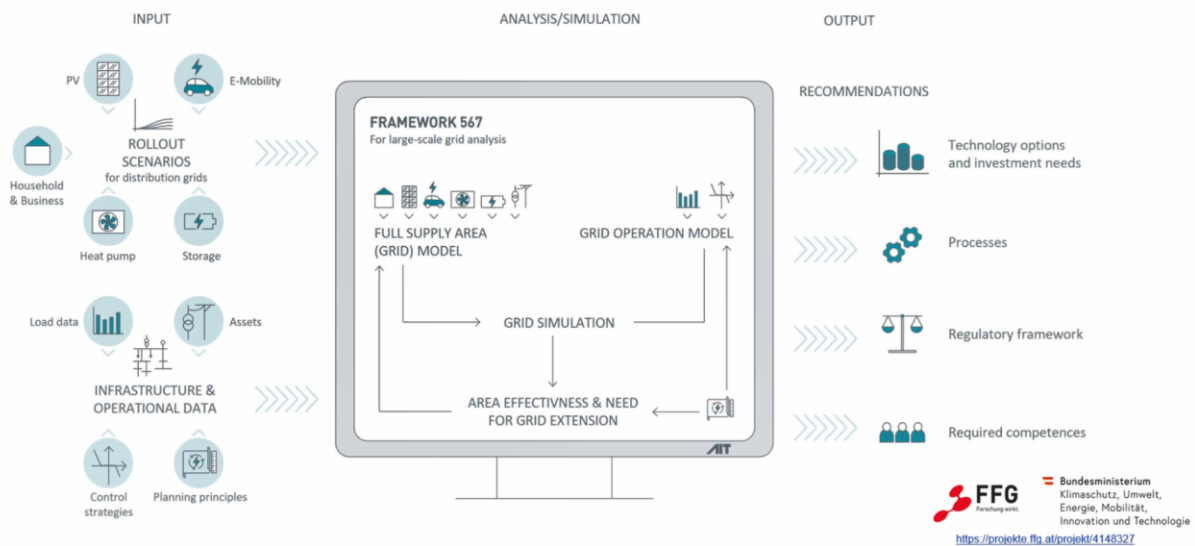 INPUT
ANALYSIS/SIMULATION
OUTPUT
PV
E-Mobility
ROLLOUT
SCENARIOS
for distribution grids
Household
& Business
Heat pump
Storage
Load data
Assets
INFRASTRUCTURE &
OPERATIONAL DATA
Control
strategies
Planning principles
FRAMEWORK 567
For large-scale grid analysis
FULL SUPPLY AREA
(GRID) MODEL
GRID OPERATION MODEL
GRID SIMULATION
AREA EFFECTIVNESS & NEED
FOR GRID EXTENSION
AIT
RECOMMENDATIONS
Technology options
and investment needs
Processes
Regulatory framework
Required competences
FFG
Forschung wirkt.
Bundesministerium
Klimaschutz, Umwelt,
Energie, Mobilität,
Innovation und Technologie
https://projekte.ffg.at/projekt/4148327